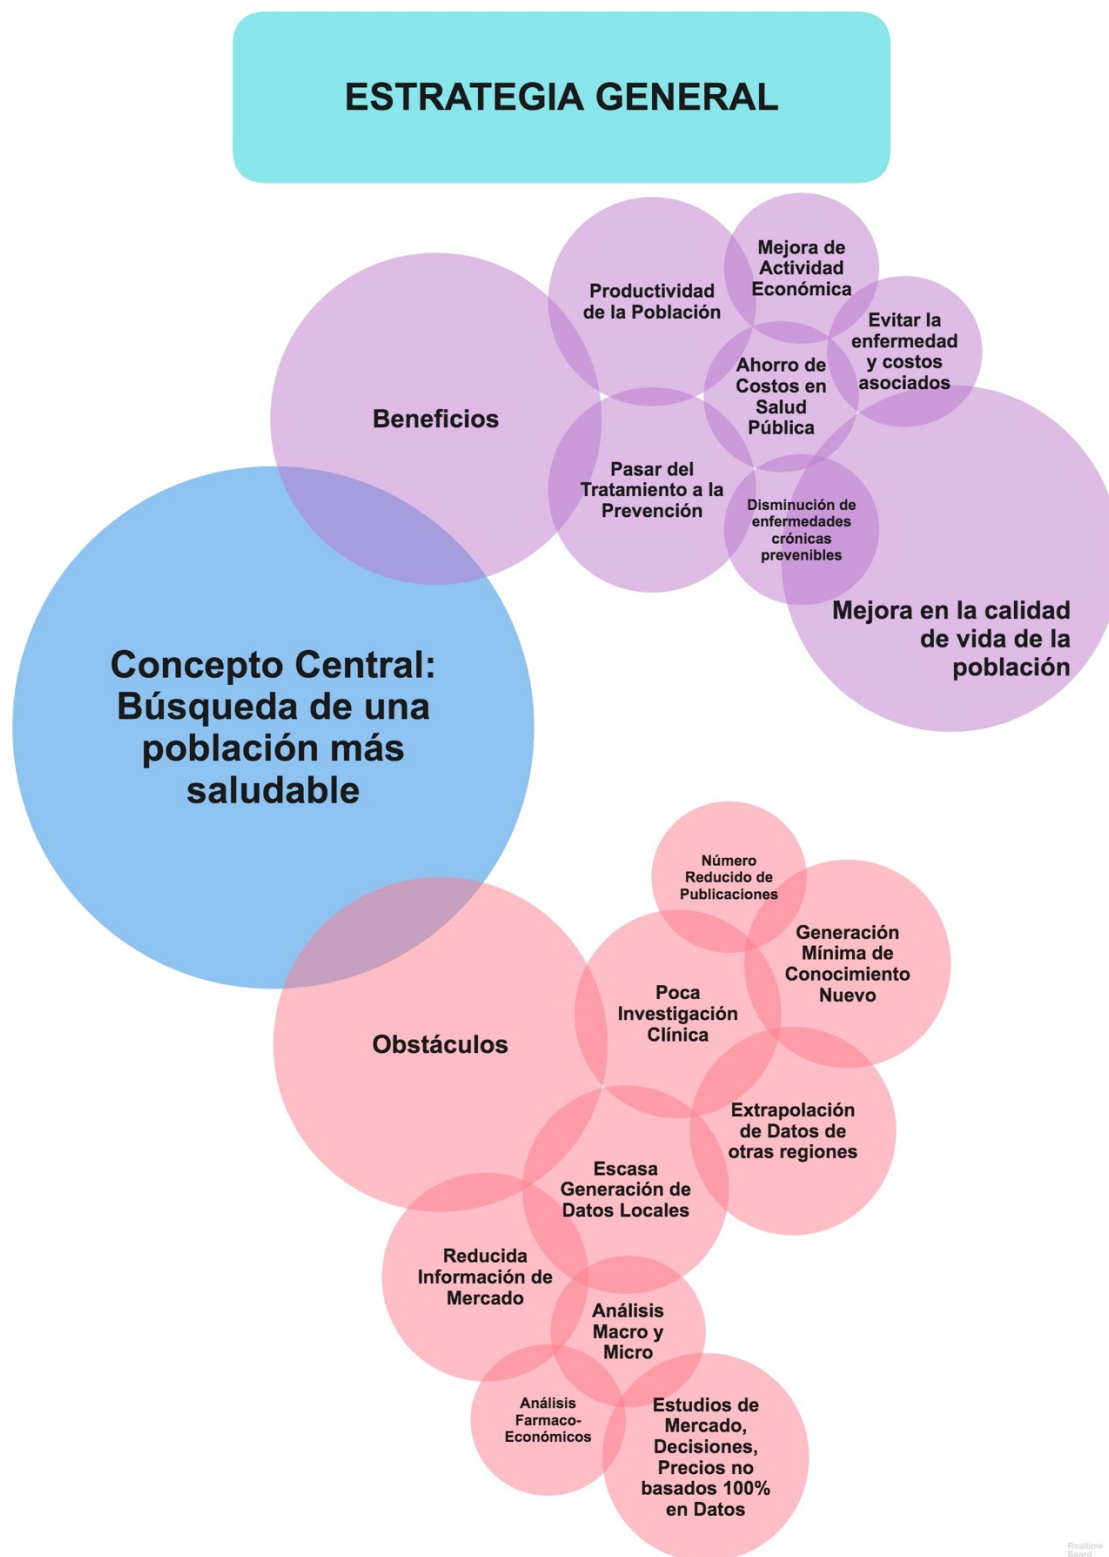 ESTRATEGIA GENERAL
Mejora de
Actividad
Económica
Productividad
de la Población
Evitar la
enfermedad
y costos
asociados
Ahorro de
Costos en
Salud
Pública
Beneficios
Pasar del
Tratamiento a la
Prevención
Disminución de
enfermedades
crónicas
prevenibles
Mejora en la calidad
de vida de la
población
Concepto Central:
Búsqueda de una
población más
saludable
Número
Reducido de
Publicaciones
Generación
Mínima de
Conocimiento
Nuevo
Poca
Investigación
Clínica
Obstáculos
Extrapolación
de Datos de
otras regiones
Escasa
Generación de
Datos Locales
Reducida
Información de
Mercado
Análisis
Macro y
Micro
Análisis
Farmaco-
Económicos
Estudios de
Mercado,
Decisiones,
Precios no
basados 100%
en Datos
Realtime
Board